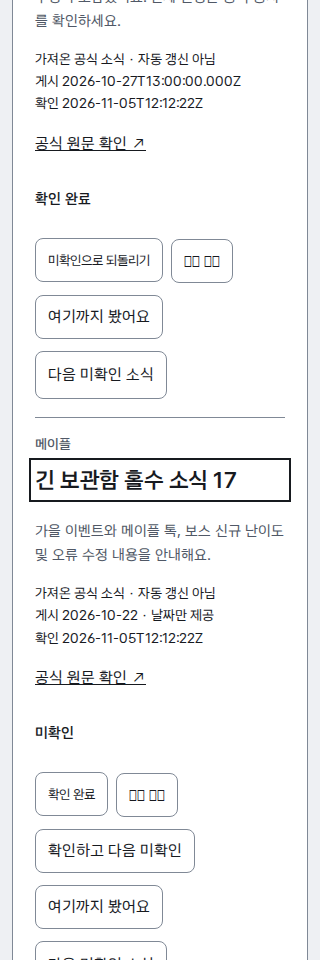 를 확인하세요.
가져온 공식 소식 · 자동 갱신 아님
게시 2026-10-27T13:00:00.000Z
확인 2026-11-05T12:12:22Z
공식 원문 확인 ↗
확인 완료
미확인으로 되돌리기
여기까지 봤어요
다음 미확인 소식
메이플
긴 보관함 홀수 소식 17
가을 이벤트와 메이플 톡, 보스 신규 난이도
및 오류 수정 내용을 안내해요.
가져온 공식 소식 · 자동 갱신 아님
게시 2026-10-22 · 날짜만 제공
확인 2026-11-05T12:12:22Z
공식 원문 확인 ↗
미확인
확인 완료
확인하고 다음 미확인
여기까지 봤어요